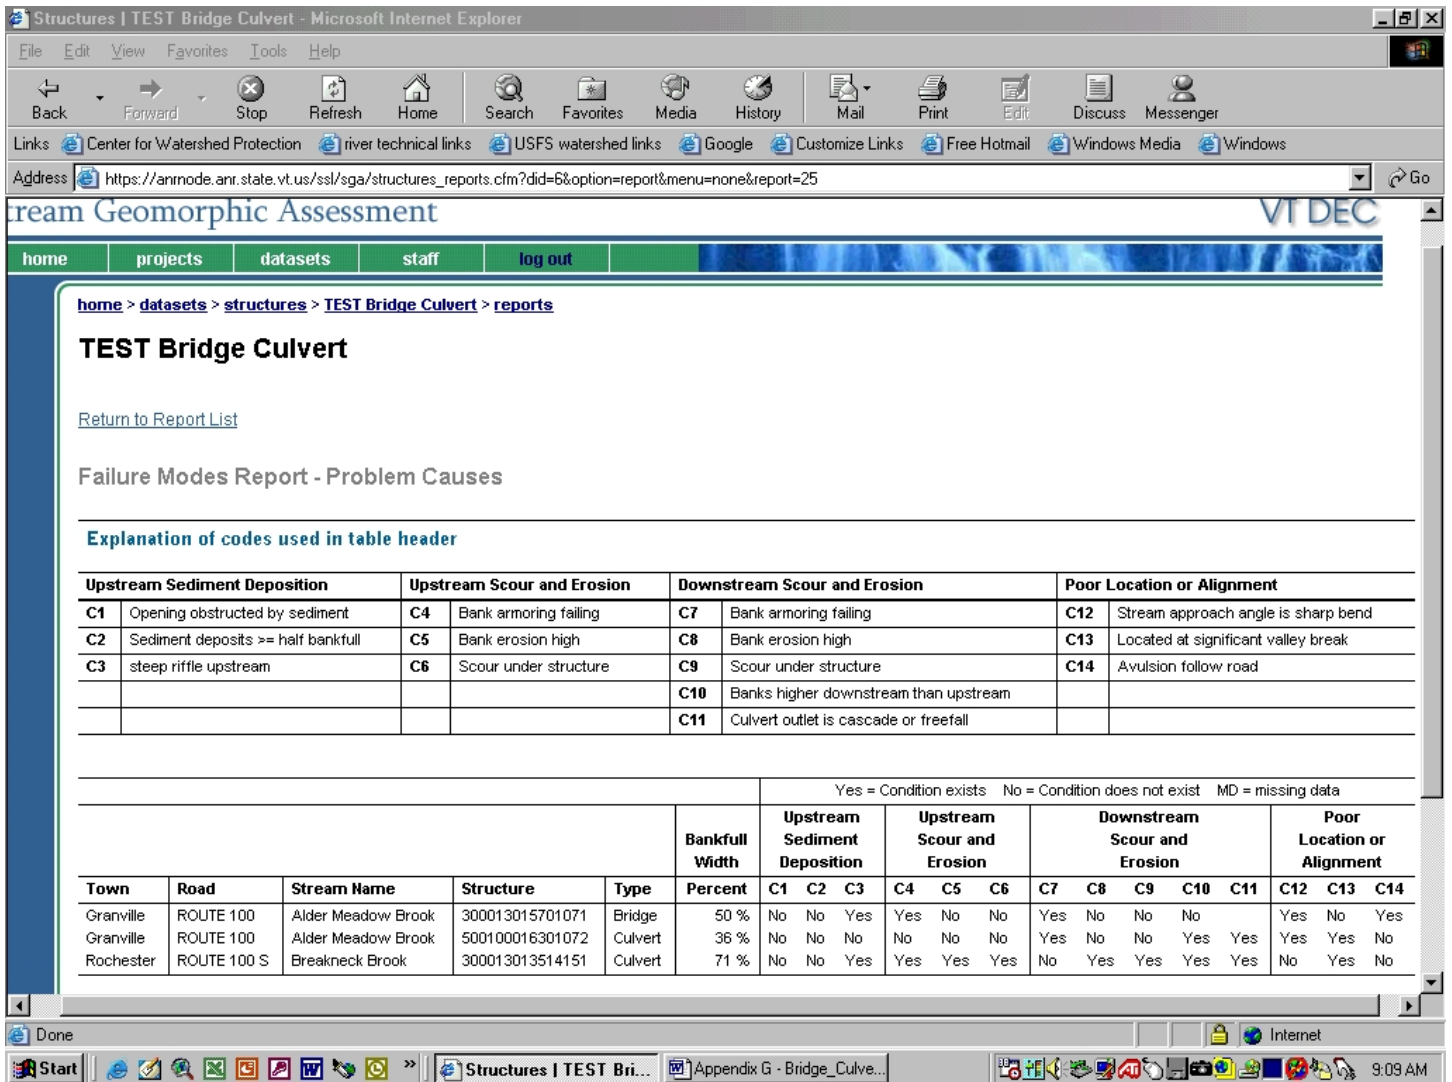 Structures | TEST Bridge Culvert - Microsoft Internet Explorer
File Edit View Favorites Tools Help
Back Forward Stop Refresh Home Search Favorites Media History Mail Print Edit Discuss Messenger
Links Center for Watershed Protection river technical links USFS watershed links Google Customize Links Free Hotmail Windows Media Windows
Address https://anrnode.anr.state.vt.us/ssl/sga/structures_reports.cfm?did=6&option=report&menu=none&report=25 Go
tream Geomorphic Assessment VT DEC
home projects datasets staff log out
home > datasets > structures > TEST Bridge Culvert > reports
TEST Bridge Culvert
Return to Report List
Failure Modes Report - Problem Causes
Explanation of codes used in table header
Upstream Sediment Deposition Upstream Scour and Erosion Downstream Scour and Erosion Poor Location or Alignment
C1 Opening obstructed by sediment C4 Bank armoring failing C7 Bank armoring failing C12 Stream approach angle is sharp bend
C2 Sediment deposits >= half bankfull C5 Bank erosion high C8 Bank erosion high C13 Located at significant valley break
C3 steep riffle upstream C6 Scour under structure C9 Scour under structure C14 Avulsion follow road
C10 Banks higher downstream than upstream
C11 Culvert outlet is cascade or freefall
Yes = Condition exists No = Condition does not exist MD = missing data
Upstream Upstream Downstream Poor
Bankfull Sediment Scour and Scour and Location or
Width Deposition Erosion Erosion Alignment
Town Road Stream Name Structure Type Percent C1 C2 C3 C4 C5 C6 C7 C8 C9 C10 C11 C12 C13 C14
Granville ROUTE 100 Alder Meadow Brook 300013015701071 Bridge 50 % No No Yes Yes No No Yes No No No Yes No Yes
Granville ROUTE 100 Alder Meadow Brook 500100016301072 Culvert 36 % No No No No No No Yes No No Yes Yes Yes Yes No
Rochester ROUTE 100 S Breakneck Brook 300013013514151 Culvert 71 % No No Yes Yes Yes Yes No Yes Yes Yes Yes No Yes No
Done Internet
Start Structures | TEST Bri... Appendix G - Bridge_Culve... 9:09 AM